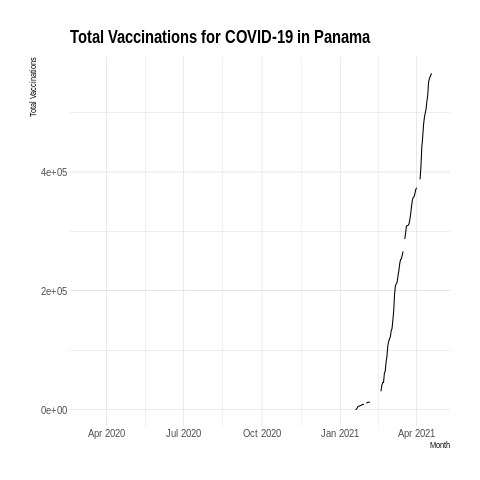 Total Vaccinations for COVID-19 in Panama
Total Vaccinations
4e+05
2e+05
0e+00
Apr 2020 Jul 2020 Oct 2020 Jan 2021 Apr 2021
Month